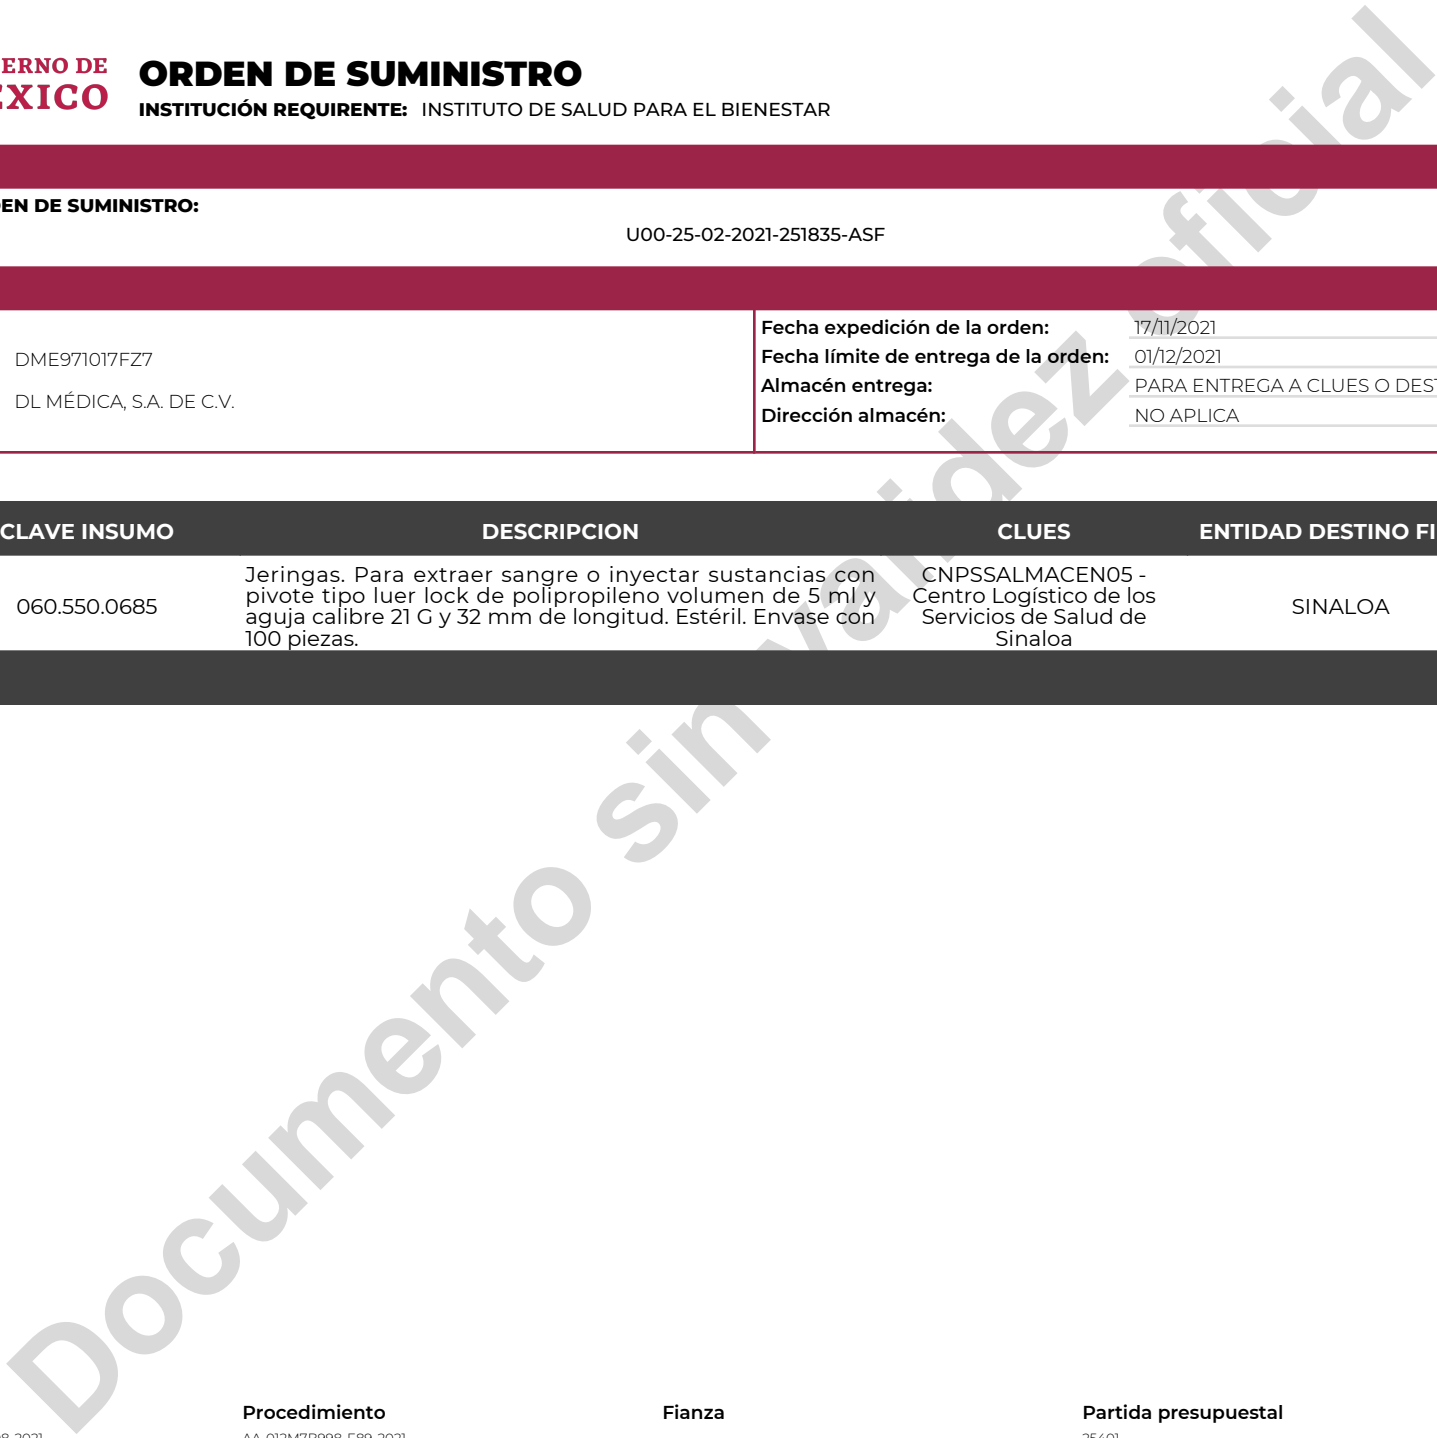 ERNO DE
EXICO
ORDEN DE SUMINISTRO
INSTITUCIÓN REQUIRENTE: INSTITUTO DE SALUD PARA EL BIENESTAR
EN DE SUMINISTRO:
U00-25-02-2021-251835-ASF
DME971017FZ7
DL MÉDICA, S.A. DE C.V.
Fecha expedición de la orden: 17/11/2021
Fecha límite de entrega de la orden: 01/12/2021
Almacén entrega: PARA ENTREGA A CLUES O DEST
Dirección almacén: NO APLICA
CLAVE INSUMO DESCRIPCION CLUES ENTIDAD DESTINO FI
060.550.0685
Jeringas. Para extraer sangre o inyectar sustancias con
pivote tipo luer lock de polipropileno volumen de 5 ml y
aguja calibre 21 G y 32 mm de longitud. Estéril. Envase con
100 piezas.
CNPSSALMACEN05 -
Centro Logístico de los
Servicios de Salud de
Sinaloa
SINALOA
Documento sin validez oficial
Procedimiento Fianza Partida presupuestal